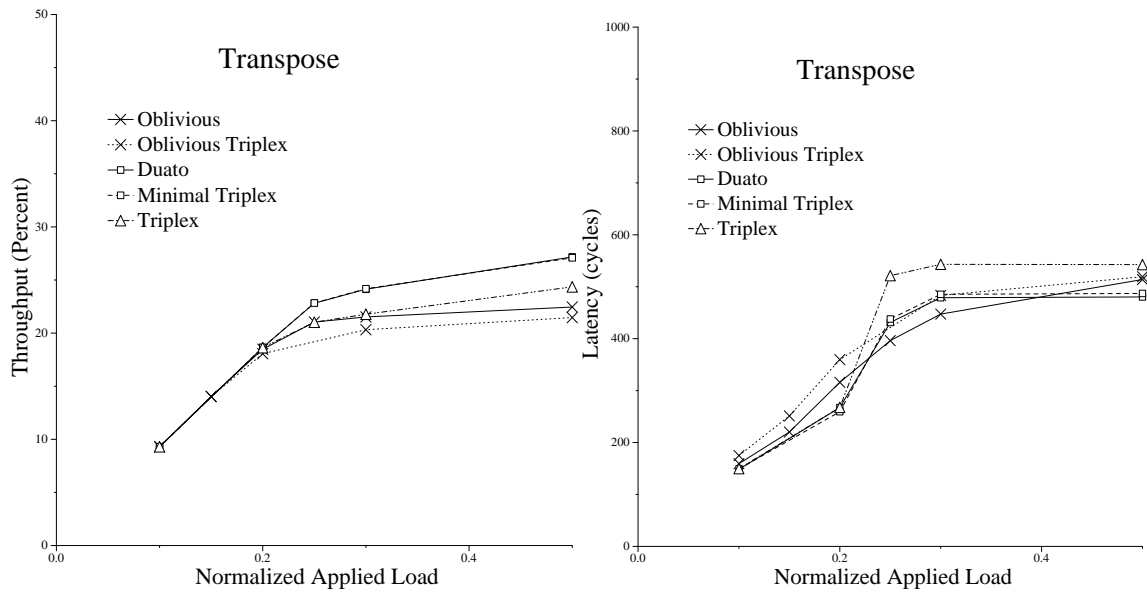 Transpose
Oblivious
Oblivious Triplex
Duato
Minimal Triplex
Triplex
Throughput (Percent)
50
40
30
20
10
0
0.0
0.2
0.4
Normalized Applied Load
Transpose
Oblivious
Oblivious Triplex
Duato
Minimal Triplex
Triplex
Latency (cycles)
1000
800
600
400
200
0
0.0
0.2
0.4
Normalized Applied Load